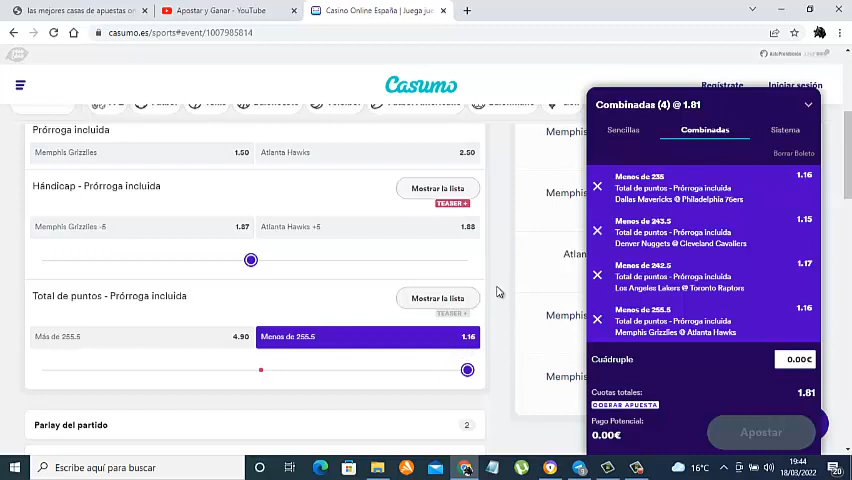 las mejores casas de apuestas on
Apostar y Ganar - YouTube
Casino Online España | Juega jue
casumo.es/sports#event/1007985814
CASUMO
Regístrate
Iniciar sesión
Prórroga incluida
Memphis Grizzlies 1.50 Atlanta Hawks 2.50
Hándicap - Prórroga incluida
Mostrar la lista
TEASER +
Memphis Grizzlies -5 1.87 Atlanta Hawks +5 1.88
Total de puntos - Prórroga incluida
Mostrar la lista
TEASER +
Más de 255.5 4.90 Menos de 255.5 1.16
Parlay del partido 2
Memphis
Memphis
Atlan
Memphis
Memphis
Combinadas (4) @ 1.81
Sencillas Combinadas Sistema
Borrar Boleto
Menos de 235 1.16
Total de puntos - Prórroga incluida
Dallas Mavericks @ Philadelphia 76ers
Menos de 243.5 1.15
Total de puntos - Prórroga incluida
Denver Nuggets @ Cleveland Cavaliers
Menos de 242.5 1.17
Total de puntos - Prórroga incluida
Los Angeles Lakers @ Toronto Raptors
Menos de 255.5 1.16
Total de puntos - Prórroga incluida
Memphis Grizzlies @ Atlanta Hawks
Cuádruple 0.00€
Cuotas totales: 1.81
COBRAR APUESTA
Pago Potencial:
0.00€
Apostar
Escribe aquí para buscar
16°C
19:44
18/03/2022
20